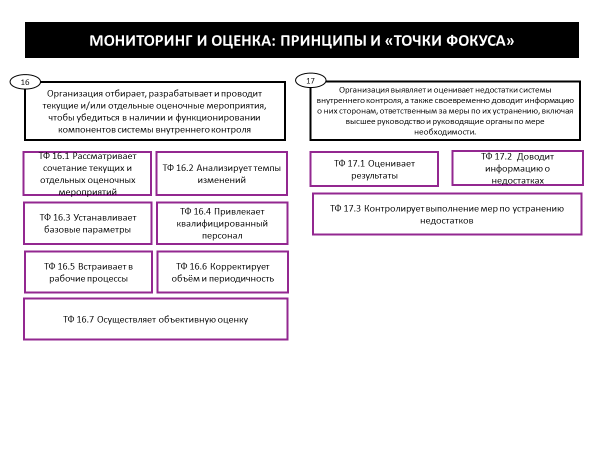 МОНИТОРИНГ И ОЦЕНКА: ПРИНЦИПЫ И «ТОЧКИ ФОКУСА»
16
Организация отбирает, разрабатывает и проводит
текущие и/или отдельные оценочные мероприятия,
чтобы убедиться в наличии и функционировании
компонентов системы внутреннего контроля
ТФ 16.1 Рассматривает
сочетание текущих и
отдельных оценочных
мероприятий
ТФ 16.2 Анализирует темпы
изменений
ТФ 16.3 Устанавливает
базовые параметры
ТФ 16.4 Привлекает
квалифицированный
персонал
ТФ 16.5 Встраивает в
рабочие процессы
ТФ 16.6 Корректирует
объём и периодичность
ТФ 16.7 Осуществляет объективную оценку
17
Организация выявляет и оценивает недостатки системы
внутреннего контроля, а также своевременно доводит информацию
о них сторонам, ответственным за меры по их устранению, включая
высшее руководство и руководящие органы по мере
необходимости.
ТФ 17.1 Оценивает
результаты
ТФ 17.2 Доводит
информацию о
недостатках
ТФ 17.3 Контролирует выполнение мер по устранению
недостатков